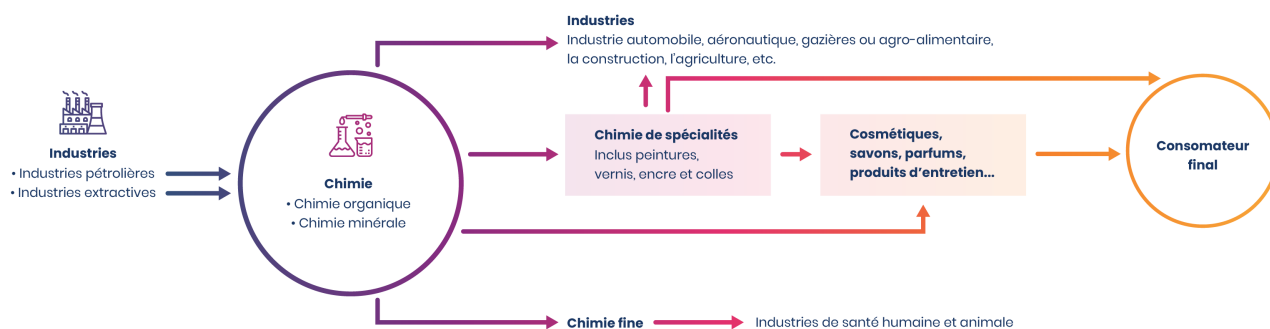 Industries
• Industries pétrolières
• Industries extractives
Chimie
• Chimie organique
• Chimie minérale
Industries
Industrie automobile, aéronautique, gazières ou agro-alimentaire,
la construction, l'agriculture, etc.
Chimie de spécialités
Inclus peintures,
vernis, encre et colles
Cosmétiques,
savons, parfums,
produits d’entretien...
Consomateur
final
Chimie fine
Industries de santé humaine et animale